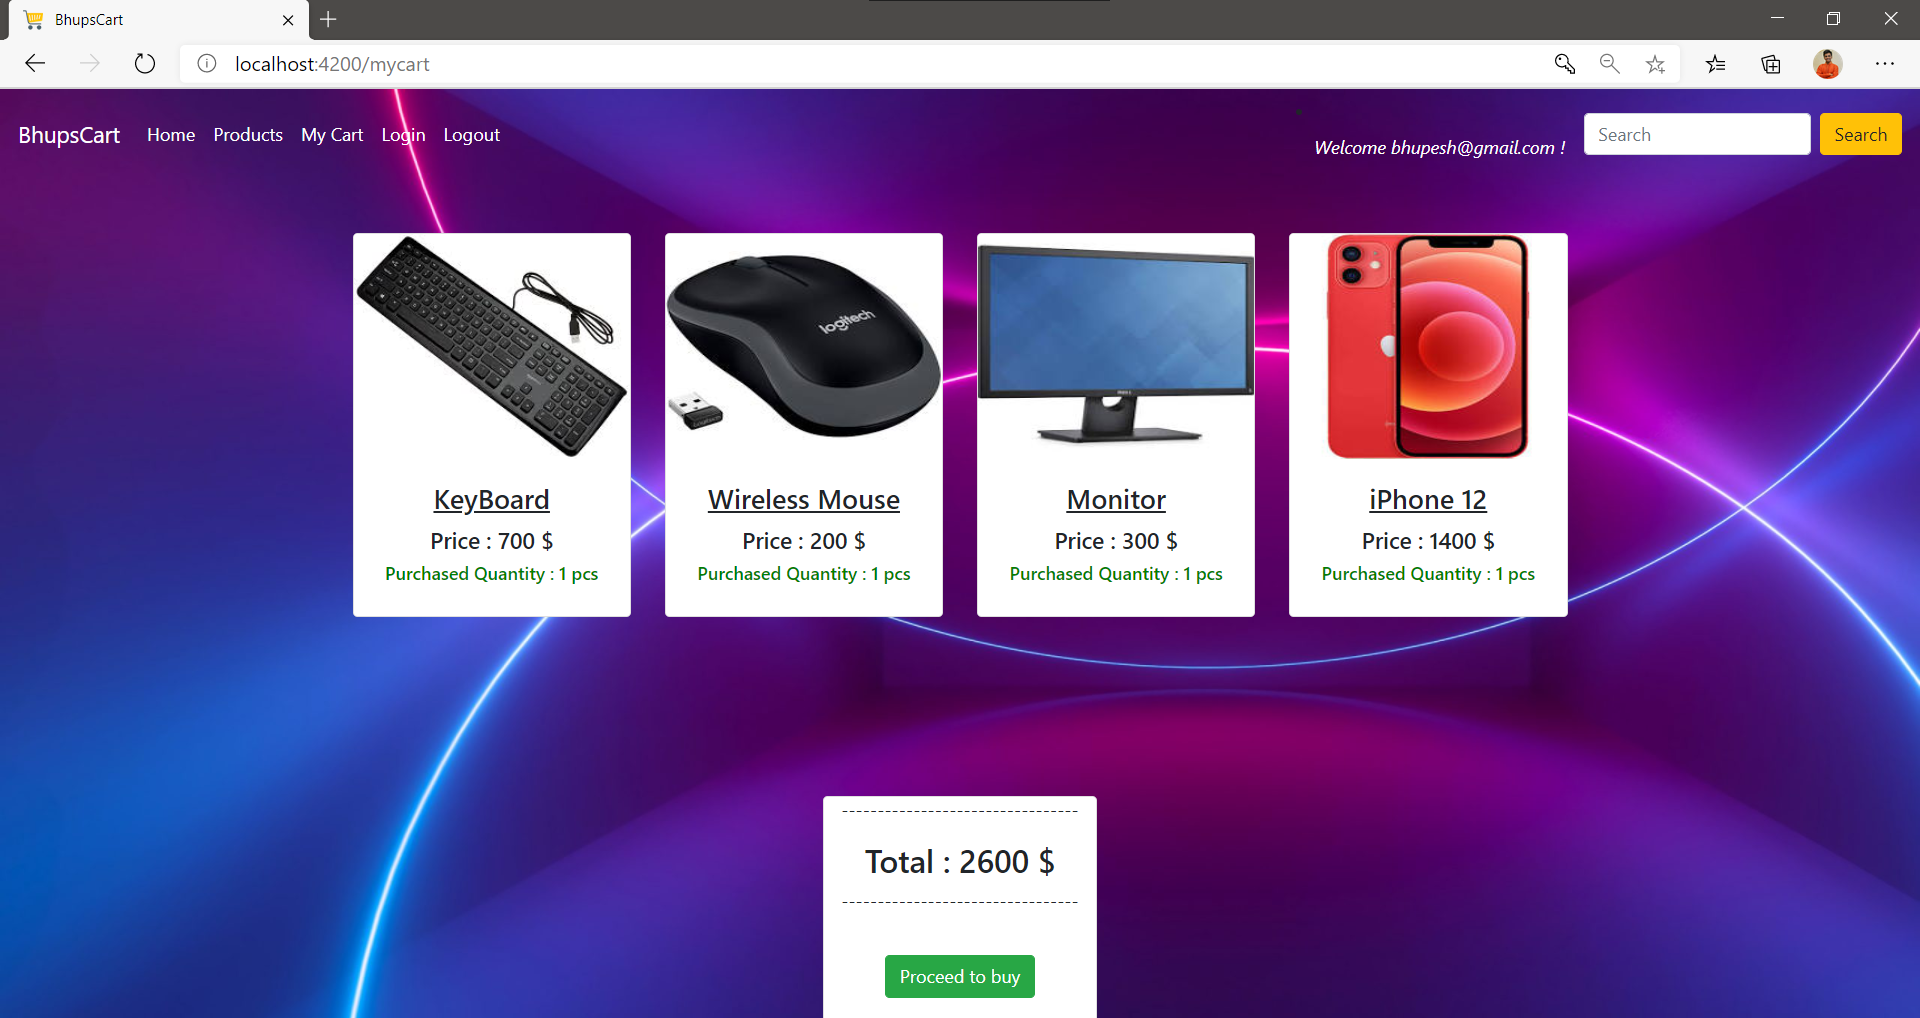 BhupsCart
localhost:4200/mycart
BhupsCart Home Products My Cart Login Logout
Welcome bhupesh@gmail.com !
Search
Search
logitech
KeyBoard
Price : 700 $
Purchased Quantity : 1 pcs
Wireless Mouse
Price : 200 $
Purchased Quantity : 1 pcs
Monitor
Price : 300 $
Purchased Quantity : 1 pcs
iPhone 12
Price : 1400 $
Purchased Quantity : 1 pcs
---------------------------------
Total : 2600 $
---------------------------------
Proceed to buy